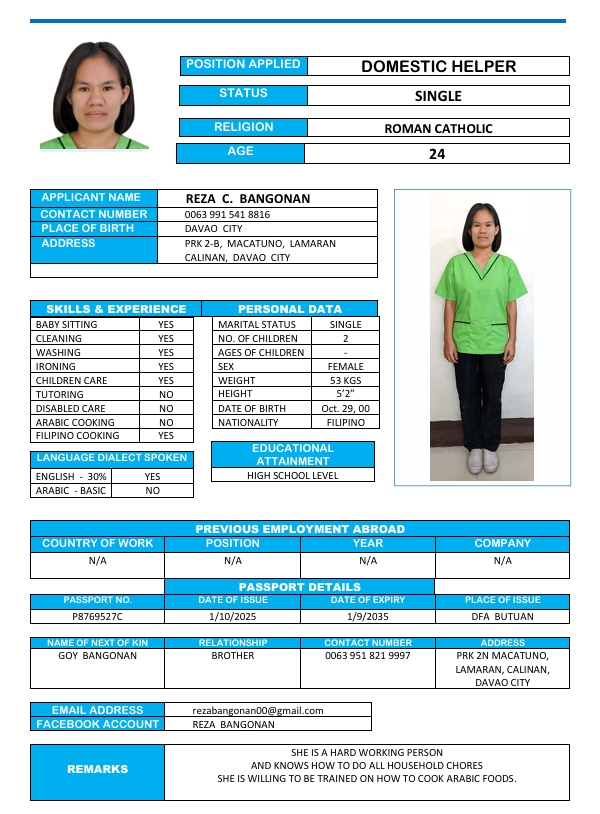 POSITION APPLIED DOMESTIC HELPER
STATUS SINGLE
RELIGION ROMAN CATHOLIC
AGE 24
APPLICANT NAME REZA C. BANGONAN
CONTACT NUMBER 0063 991 541 8816
PLACE OF BIRTH DAVAO CITY
ADDRESS PRK 2-B, MACATUNO, LAMARAN
CALINAN, DAVAO CITY
SKILLS & EXPERIENCE PERSONAL DATA
BABY SITTING YES MARITAL STATUS SINGLE
CLEANING YES NO. OF CHILDREN 2
WASHING YES AGES OF CHILDREN -
IRONING YES SEX FEMALE
CHILDREN CARE YES WEIGHT 53 KGS
TUTORING NO HEIGHT 5’2”
DISABLED CARE NO DATE OF BIRTH Oct. 29, 00
ARABIC COOKING NO NATIONALITY FILIPINO
FILIPINO COOKING YES
LANGUAGE DIALECT SPOKEN
ENGLISH - 30% YES
ARABIC - BASIC NO
EDUCATIONAL
ATTAINMENT
HIGH SCHOOL LEVEL
PREVIOUS EMPLOYMENT ABROAD
COUNTRY OF WORK POSITION YEAR COMPANY
N/A N/A N/A N/A
PASSPORT DETAILS
PASSPORT NO. DATE OF ISSUE DATE OF EXPIRY PLACE OF ISSUE
P8769527C 1/10/2025 1/9/2035 DFA BUTUAN
NAME OF NEXT OF KIN RELATIONSHIP CONTACT NUMBER ADDRESS
GOY BANGONAN BROTHER 0063 951 821 9997 PRK 2N MACATUNO,
LAMARAN, CALINAN,
DAVAO CITY
EMAIL ADDRESS rezabangonan00@gmail.com
FACEBOOK ACCOUNT REZA BANGONAN
REMARKS
SHE IS A HARD WORKING PERSON
AND KNOWS HOW TO DO ALL HOUSEHOLD CHORES
SHE IS WILLING TO BE TRAINED ON HOW TO COOK ARABIC FOODS.